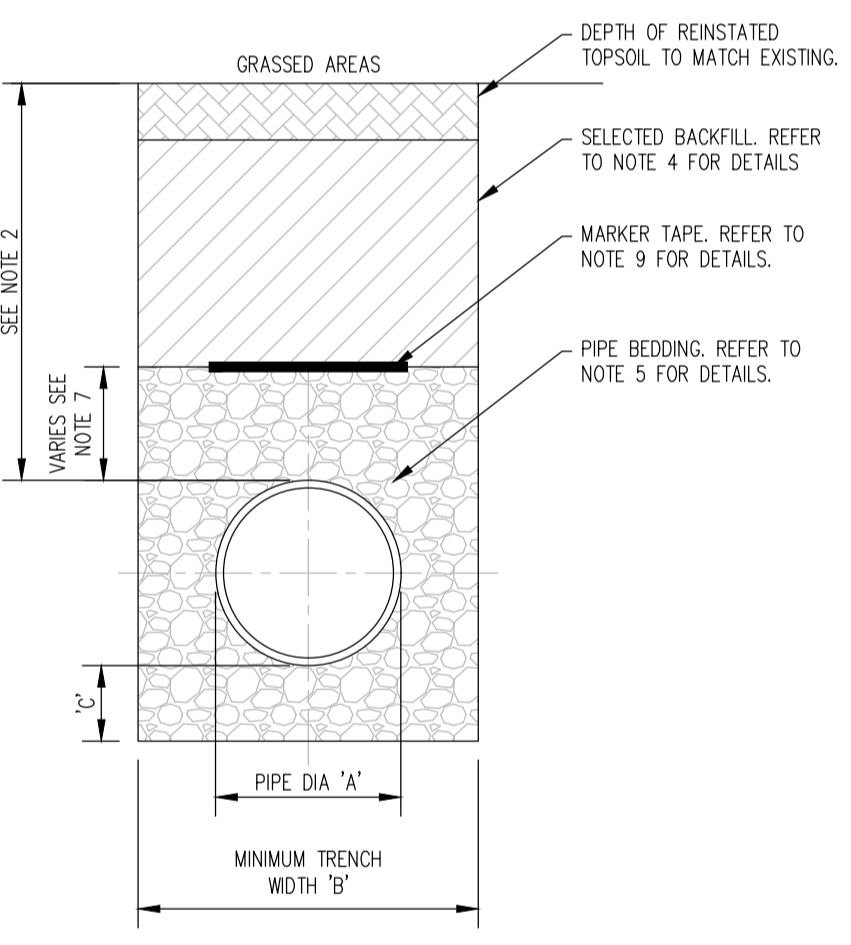 GRASSED AREAS
DEPTH OF REINSTATED
TOPSOIL TO MATCH EXISTING.
SELECTED BACKFILL. REFER
TO NOTE 4 FOR DETAILS
MARKER TAPE. REFER TO
NOTE 9 FOR DETAILS.
PIPE BEDDING. REFER TO
NOTE 5 FOR DETAILS.
SEE NOTE 2
VARIES SEE
NOTE 7
'C'
PIPE DIA 'A'
MINIMUM TRENCH
WIDTH 'B'